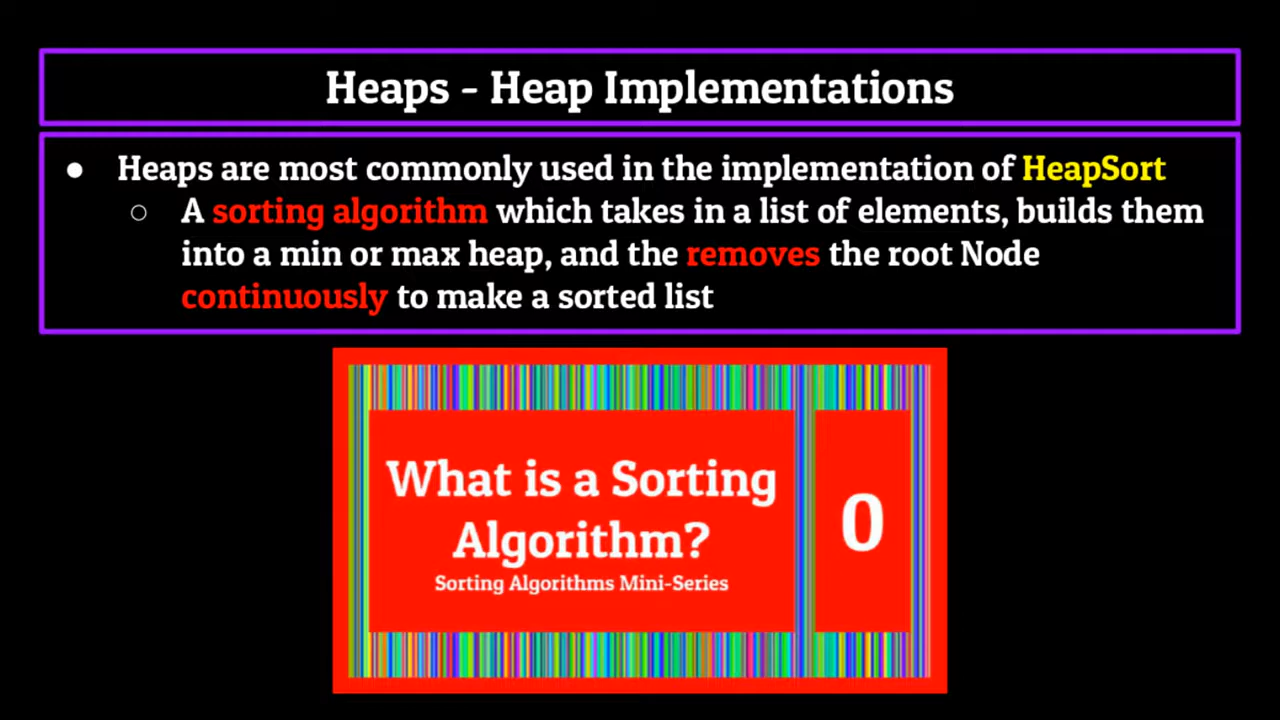 Heaps - Heap Implementations
● Heaps are most commonly used in the implementation of HeapSort
○ A sorting algorithm which takes in a list of elements, builds them
into a min or max heap, and the removes the root Node
continuously to make a sorted list
What is a Sorting
Algorithm?
Sorting Algorithms Mini-Series
0